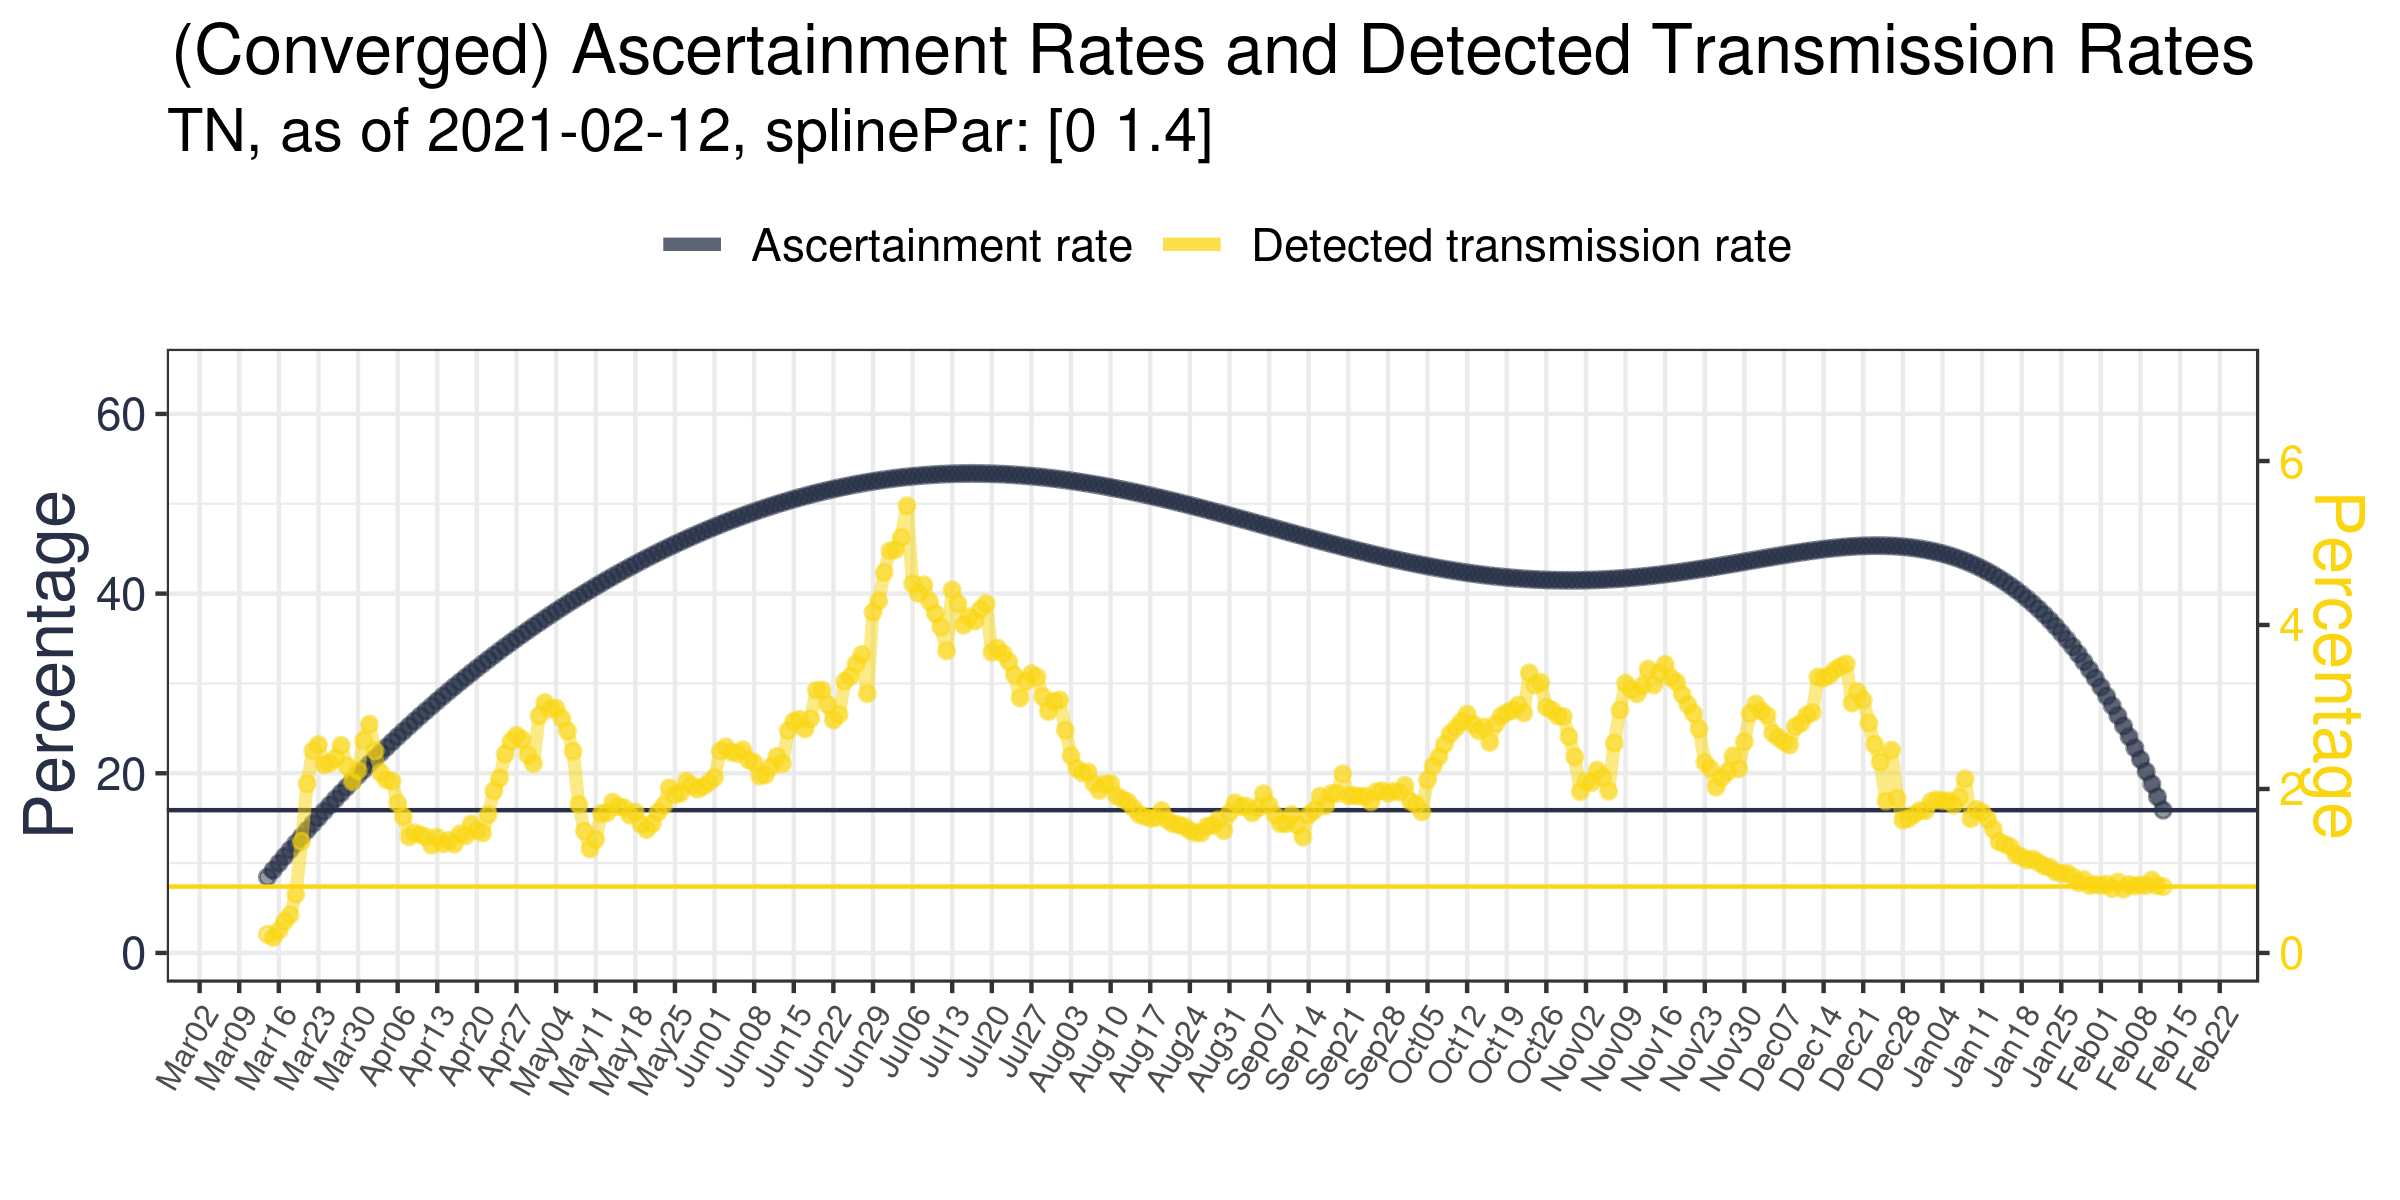 (Converged) Ascertainment Rates and Detected Transmission Rates
TN, as of 2021-02-12, splinePar: [0 1.4]
Ascertainment rate
Detected transmission rate
Percentage
60
40
20
0
6
4
2
0
Percentage
Mar02
Mar09
Mar16
Mar23
Mar30
Apr06
Apr13
Apr20
Apr27
May04
May11
May18
May25
Jun01
Jun08
Jun15
Jun22
Jun29
Jul06
Jul13
Jul20
Jul27
Aug03
Aug10
Aug17
Aug24
Aug31
Sep07
Sep14
Sep21
Sep28
Oct05
Oct12
Oct19
Oct26
Nov02
Nov09
Nov16
Nov23
Nov30
Dec07
Dec14
Dec21
Dec28
Jan04
Jan11
Jan18
Jan25
Feb01
Feb08
Feb15
Feb22